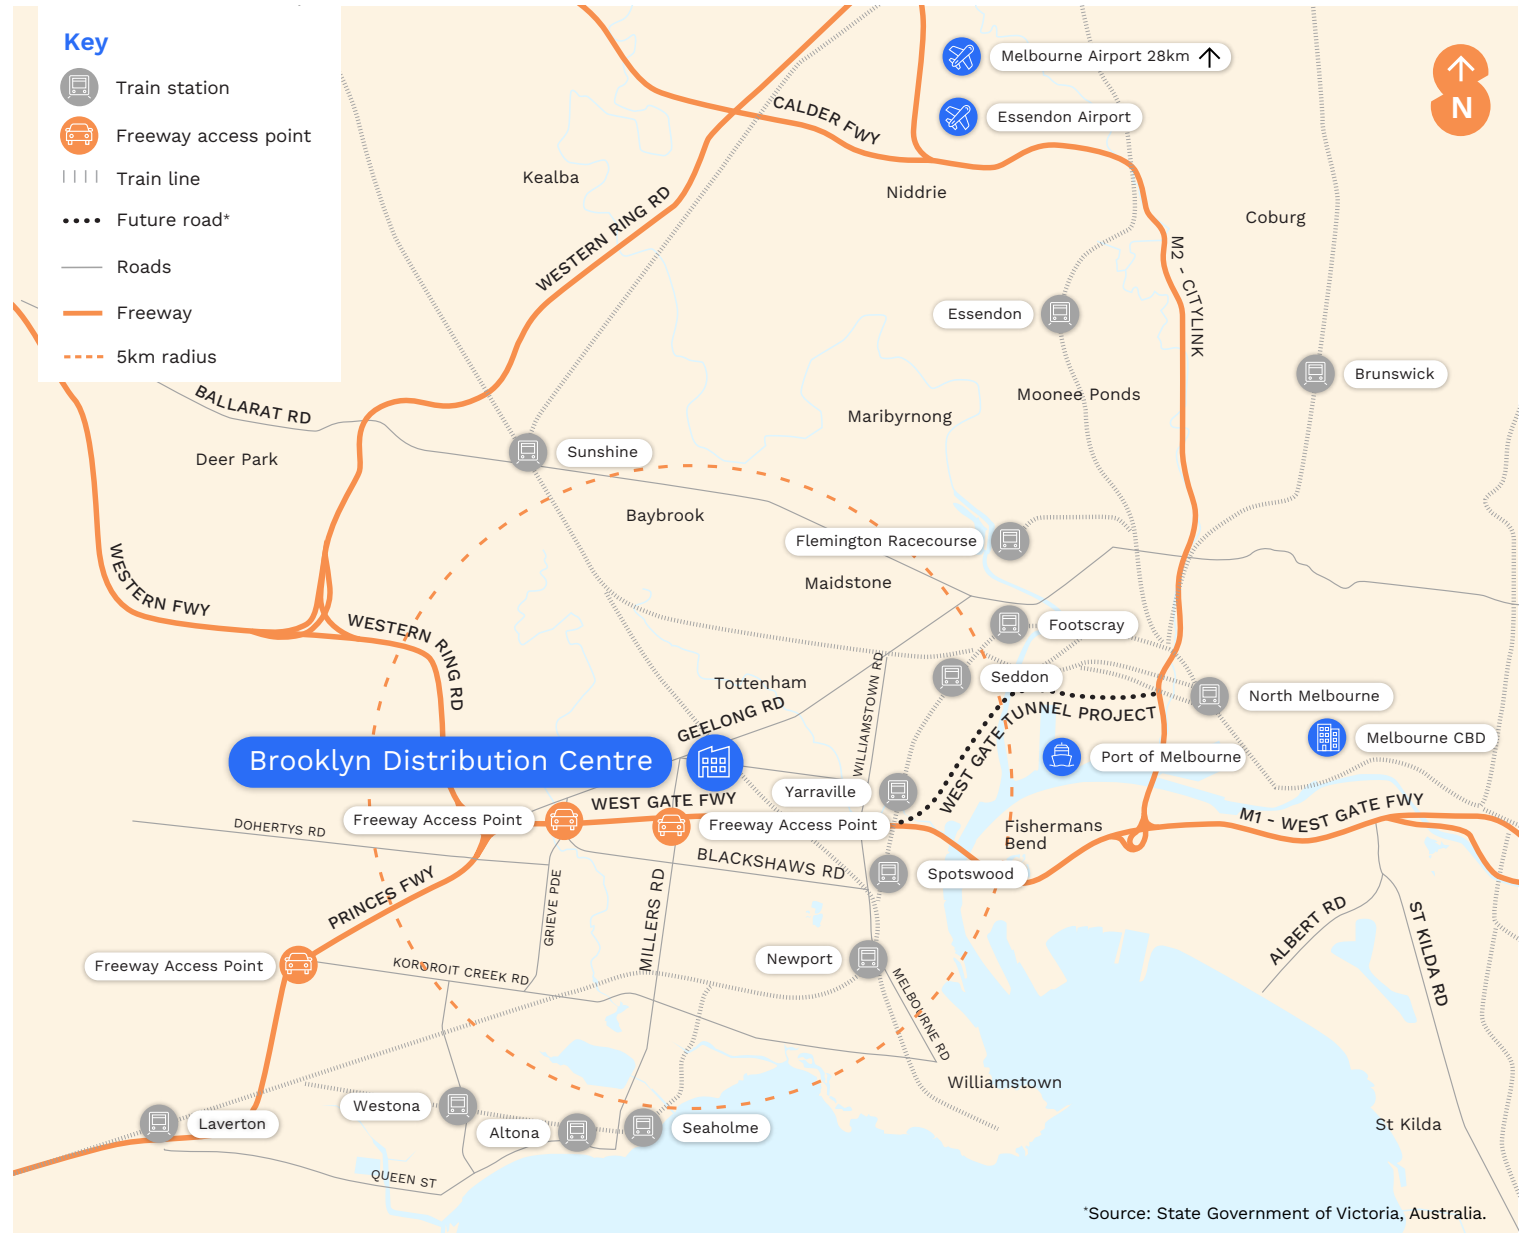 Key
Train station
Freeway access point
Train line
Future road*
Roads
Freeway
5km radius
Melbourne Airport 28km
Essendon Airport
N
CALDER FWY
Kealba
Niddrie
WESTERN RING RD
Coburg
M2 - CITYLINK
Essendon
Brunswick
BALLARAT RD
Moonee Ponds
Maribyrnong
Deer Park
Sunshine
Baybrook
Flemington Racecourse
WESTERN FWY
Maidstone
WESTERN RING RD
Footscray
WILLIAMSTOWN RD
Seddon
Tottenham
North Melbourne
GEELONG RD
WEST GATE TUNNEL PROJECT
Melbourne CBD
Port of Melbourne
Brooklyn Distribution Centre
Yarraville
WEST GATE FWY
Freeway Access Point
Freeway Access Point
M1 - WEST GATE FWY
DOHERTYS RD
Fishermans
Bend
BLACKSHAWS RD
Spotswood
PRINCES FWY
GRIEVE PDE
MILLERS RD
ALBERT RD
ST KILDA RD
Freeway Access Point
KOROROIT CREEK RD
Newport
MELBOURNE RD
Williamstown
Westona
Laverton
Altona
Seaholme
St Kilda
QUEEN ST
*Source: State Government of Victoria, Australia.